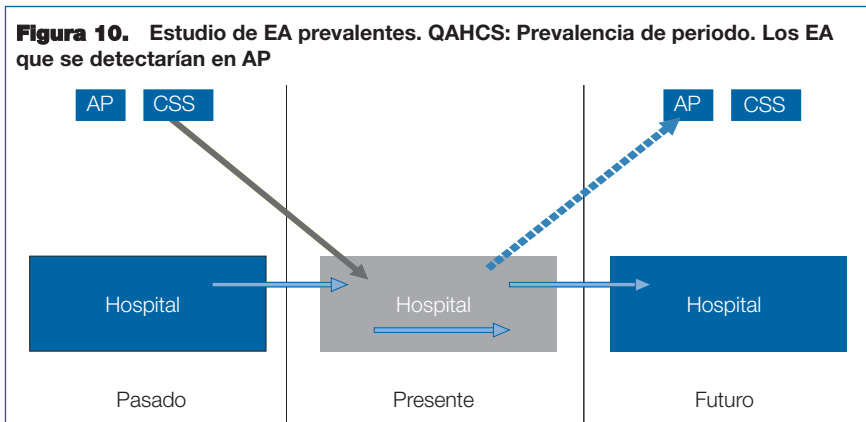 Figura 10. Estudio de EA prevalentes. QAHCS: Prevalencia de periodo. Los EA
que se detectarían en AP
AP CSS AP CSS
Hospital Hospital Hospital
Pasado Presente Futuro